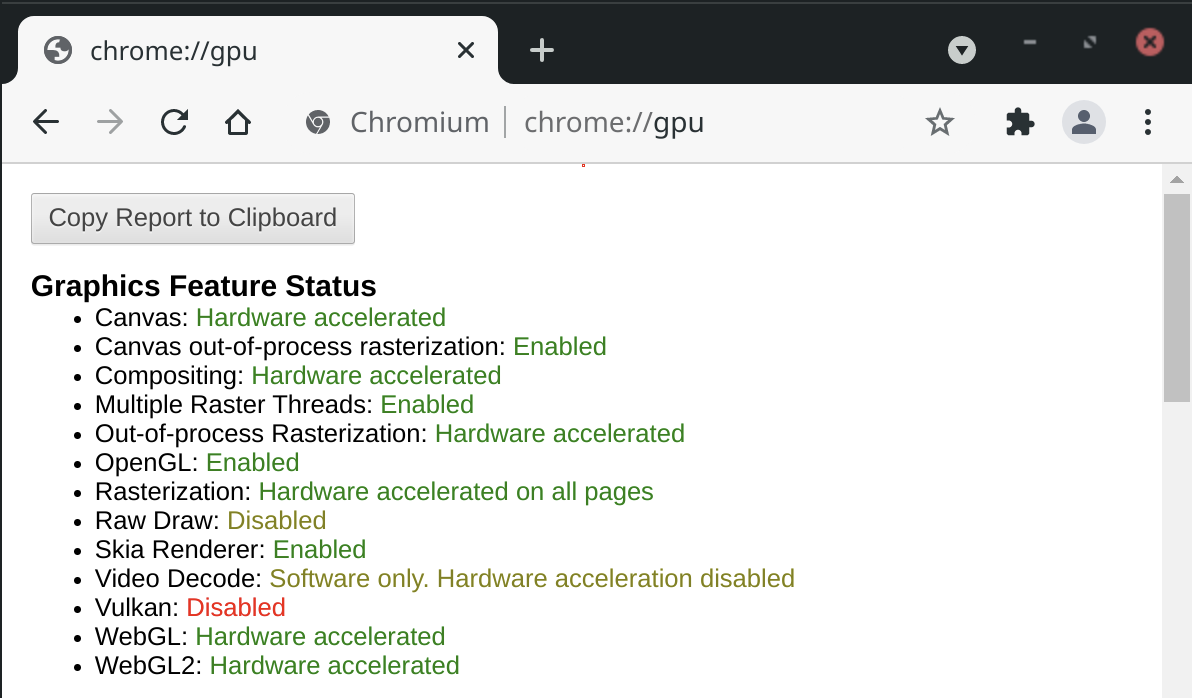 chrome://gpu
Chromium chrome://gpu
Copy Report to Clipboard
Graphics Feature Status
Canvas: Hardware accelerated
Canvas out-of-process rasterization: Enabled
Compositing: Hardware accelerated
Multiple Raster Threads: Enabled
Out-of-process Rasterization: Hardware accelerated
OpenGL: Enabled
Rasterization: Hardware accelerated on all pages
Raw Draw: Disabled
Skia Renderer: Enabled
Video Decode: Software only. Hardware acceleration disabled
Vulkan: Disabled
WebGL: Hardware accelerated
WebGL2: Hardware accelerated